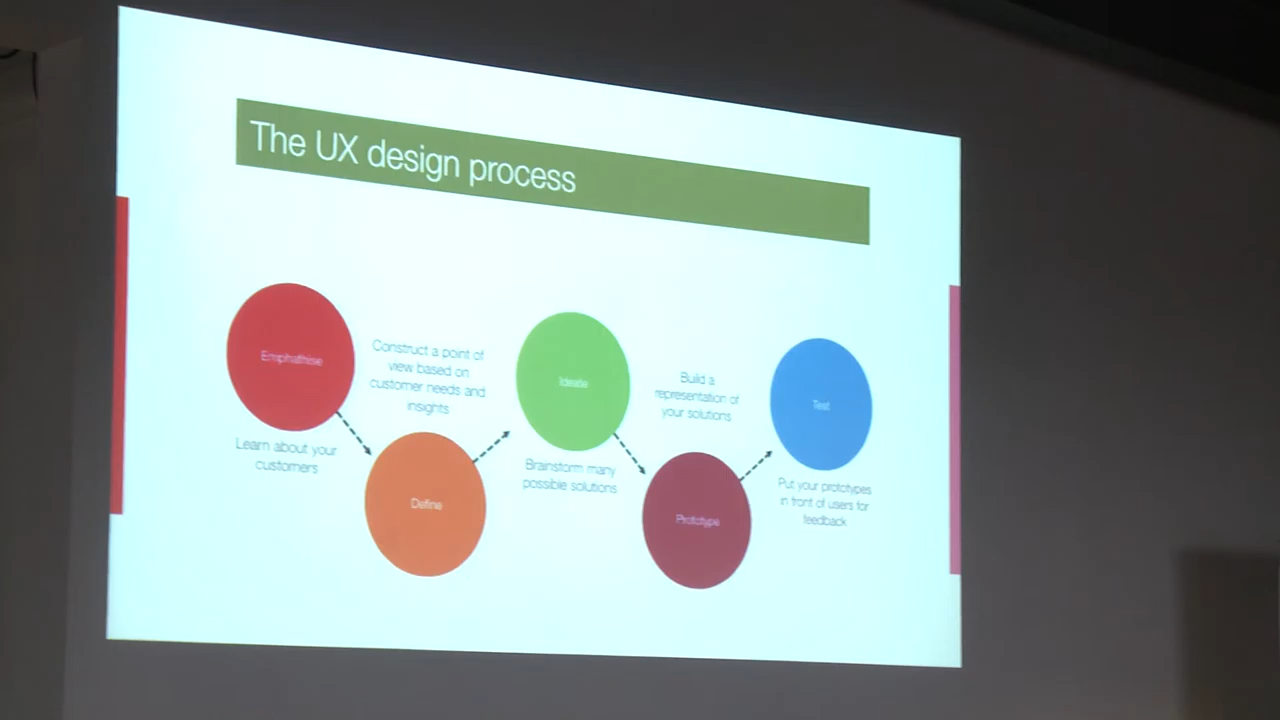 The UX design process
Emphathise
Learn about your
customers
Construct a point of
view based on
customer needs and
insights
Define
Ideate
Brainstorm many
possible solutions
Build a
representation of
your solutions
Prototype
Test
Put your prototypes
in front of users for
feedback